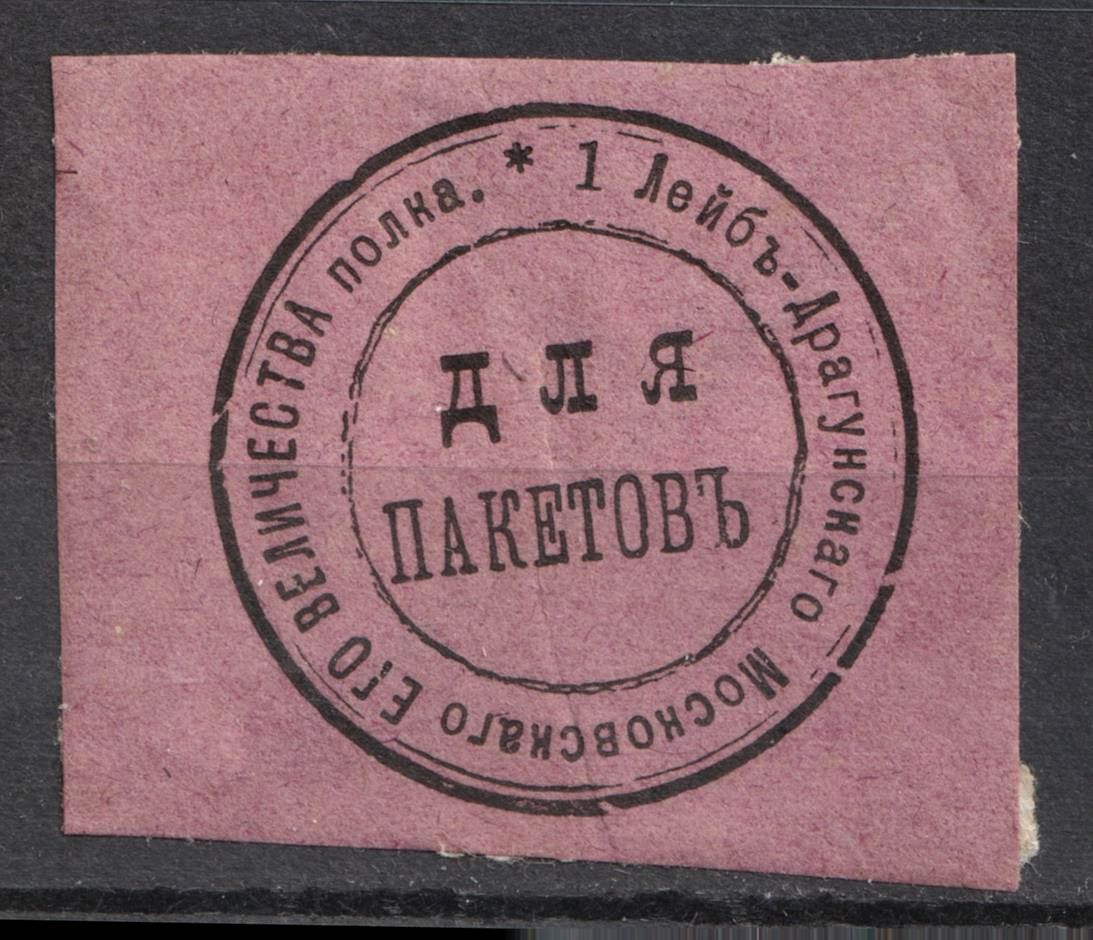 * 1 Лейбъ-Драгунскаго Московскаго ЕГО ВЕЛИЧЕСТВА полка.
ДЛЯ
ПАКЕТОВЪ